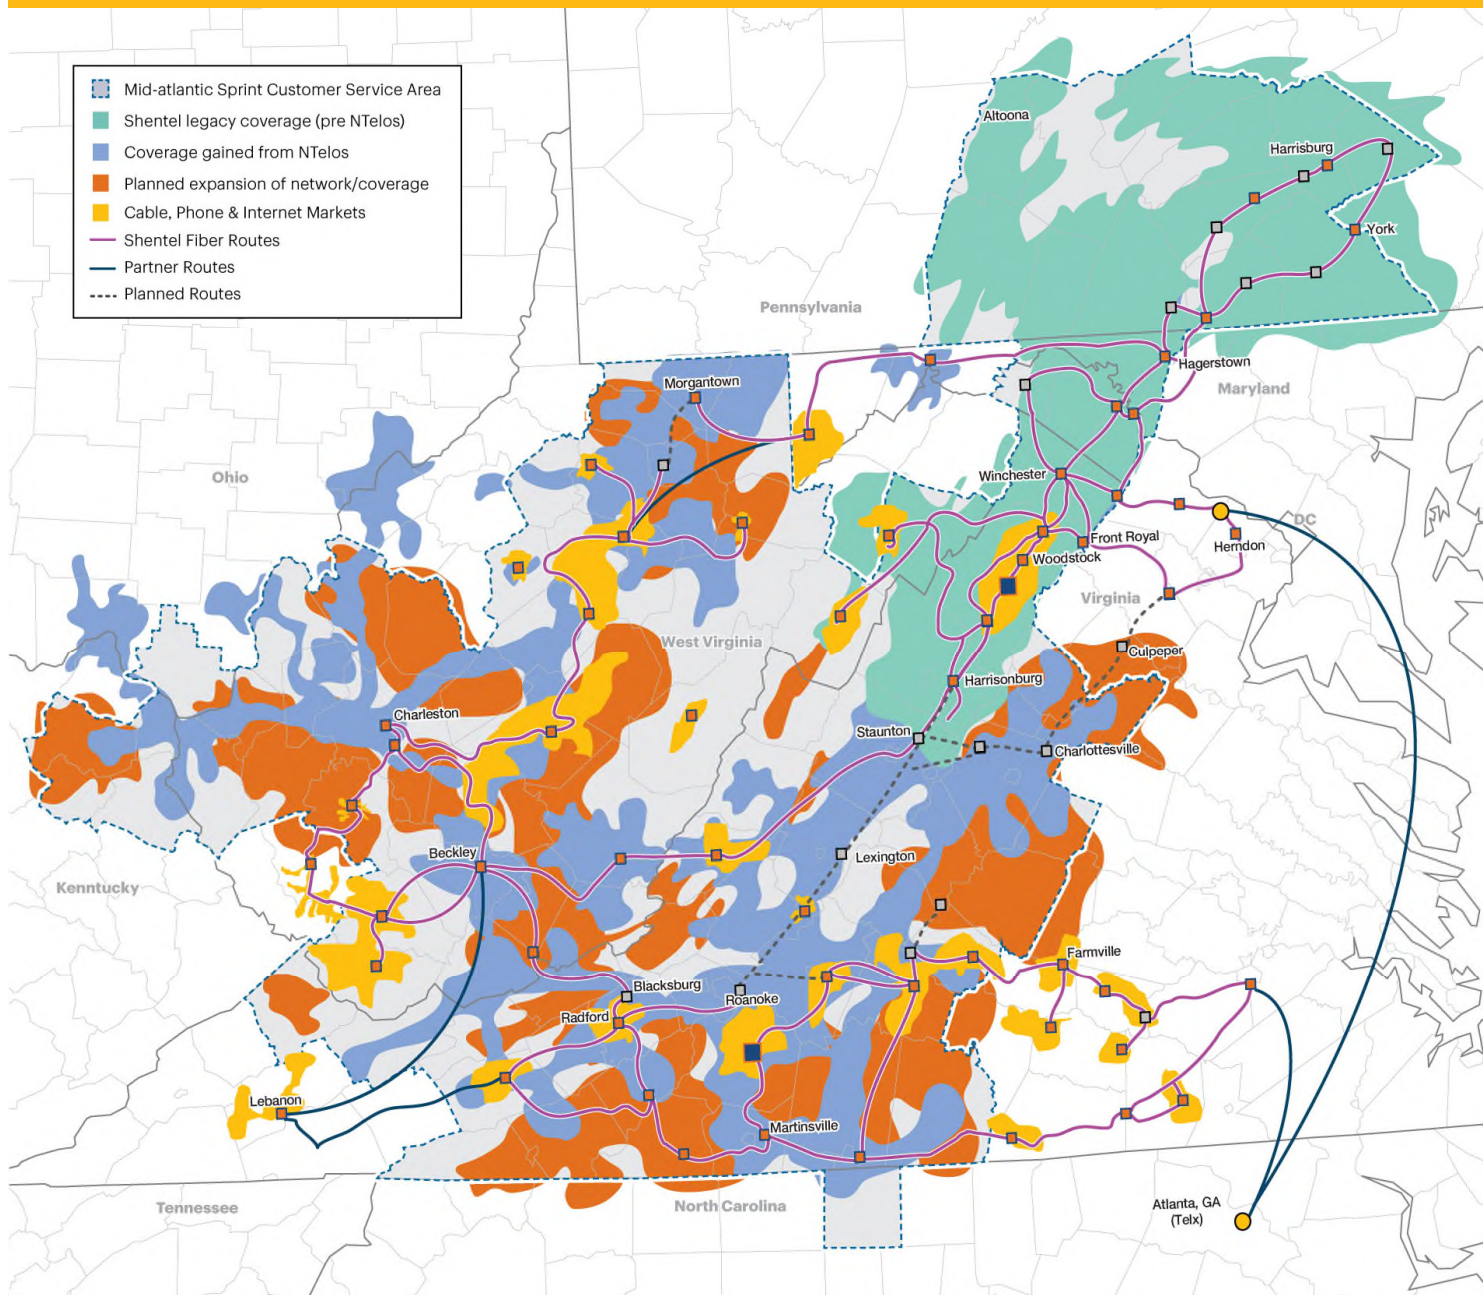 Mid-atlantic Sprint Customer Service Area
Shentel legacy coverage (pre NTelos)
Coverage gained from NTelos
Planned expansion of network/coverage
Cable, Phone & Internet Markets
Shentel Fiber Routes
Partner Routes
Planned Routes
Altoona
Harrisburg
York
Pennsylvania
Hagerstown
Maryland
Morgantown
Ohio
Winchester
DC
Front Royal
Herndon
Woodstock
Virginia
West Virginia
Culpeper
Harrisonburg
Charleston
Staunton
Charlottesville
Beckley
Lexington
Kenntucky
Farmville
Blacksburg
Roanoke
Radford
Lebanon
Martinsville
Tennessee
North Carolina
Atlanta, GA
(Telx)